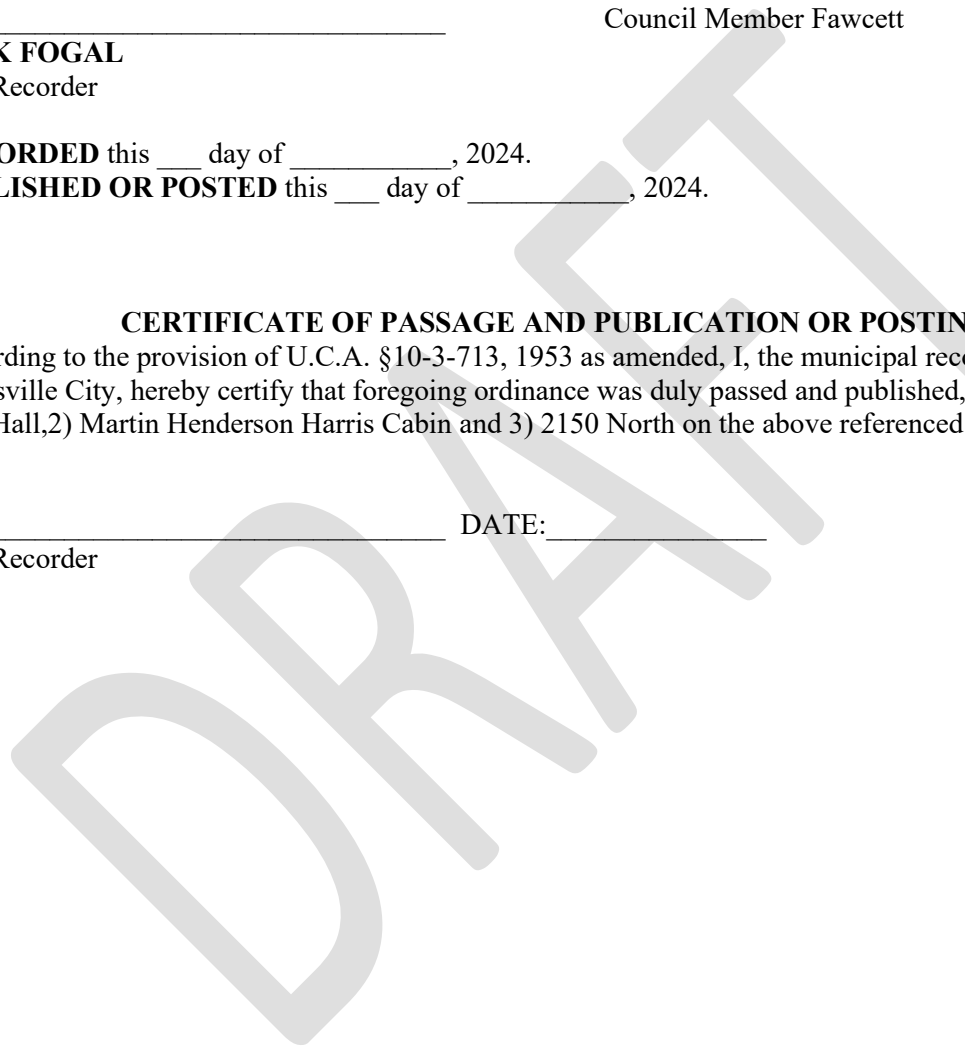 ______________________________ Council Member Fawcett
K FOGAL
Recorder
ORDED this ___ day of ___________, 2024.
LISHED OR POSTED this ___ day of ___________, 2024.
CERTIFICATE OF PASSAGE AND PUBLICATION OR POSTIN
rding to the provision of U.C.A. §10-3-713, 1953 as amended, I, the municipal reco
sville City, hereby certify that foregoing ordinance was duly passed and published,
Hall,2) Martin Henderson Harris Cabin and 3) 2150 North on the above referenced
______________________________ DATE:_______________
Recorder
DRAFT